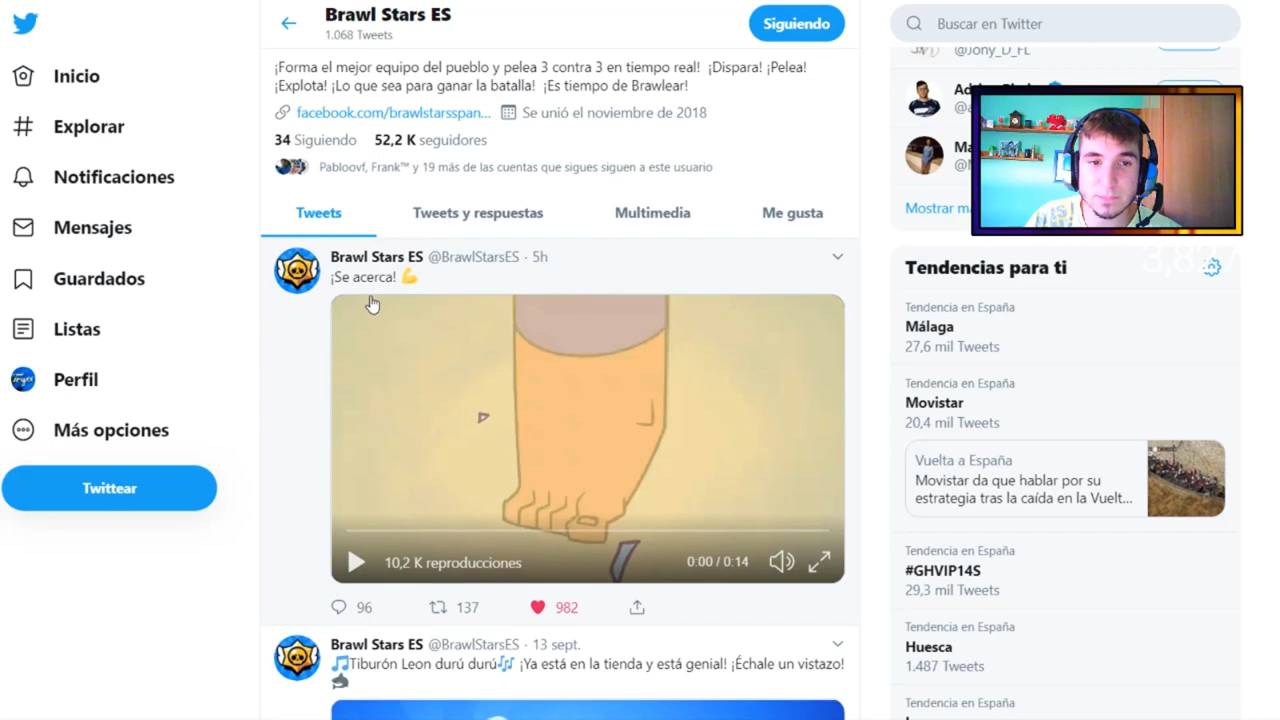 Brawl Stars ES
1.068 Tweets
Siguiendo
Buscar en Twitter
Inicio
Explorar
Notificaciones
Mensajes
Guardados
Listas
Perfil
Más opciones
Twittear
¡Forma el mejor equipo del pueblo y pelea 3 contra 3 en tiempo real! ¡Dispara! ¡Pelea!
¡Explota! ¡Lo que sea para ganar la batalla! ¡Es tiempo de Brawlear!
facebook.com/brawlstarsspan... Se unió el noviembre de 2018
34 Siguiendo 52,2 K seguidores
Pabloovf, Frank™ y 19 más de las cuentas que sigues siguen a este usuario
Tweets Tweets y respuestas Multimedia Me gusta
Brawl Stars ES @BrawlStarsES · 5h
¡Se acerca! 💪
10,2 K reproducciones 0:00 / 0:14
96 137 982
Brawl Stars ES @BrawlStarsES · 13 sept.
🎵Tiburón Leon durú durú🎶 ¡Ya está en la tienda y está genial! ¡Échale un vistazo!
🦈
@Jony_D_FL
Mostrar
Tendencias para ti
Tendencia en España
Málaga
27,6 mil Tweets
Tendencia en España
Movistar
20,4 mil Tweets
Vuelta a España
Movistar da que hablar por su
estrategia tras la caída en la Vuelt...
Tendencia en España
#GHVIP14S
29,3 mil Tweets
Tendencia en España
Huesca
1.487 Tweets
Tendencia en España